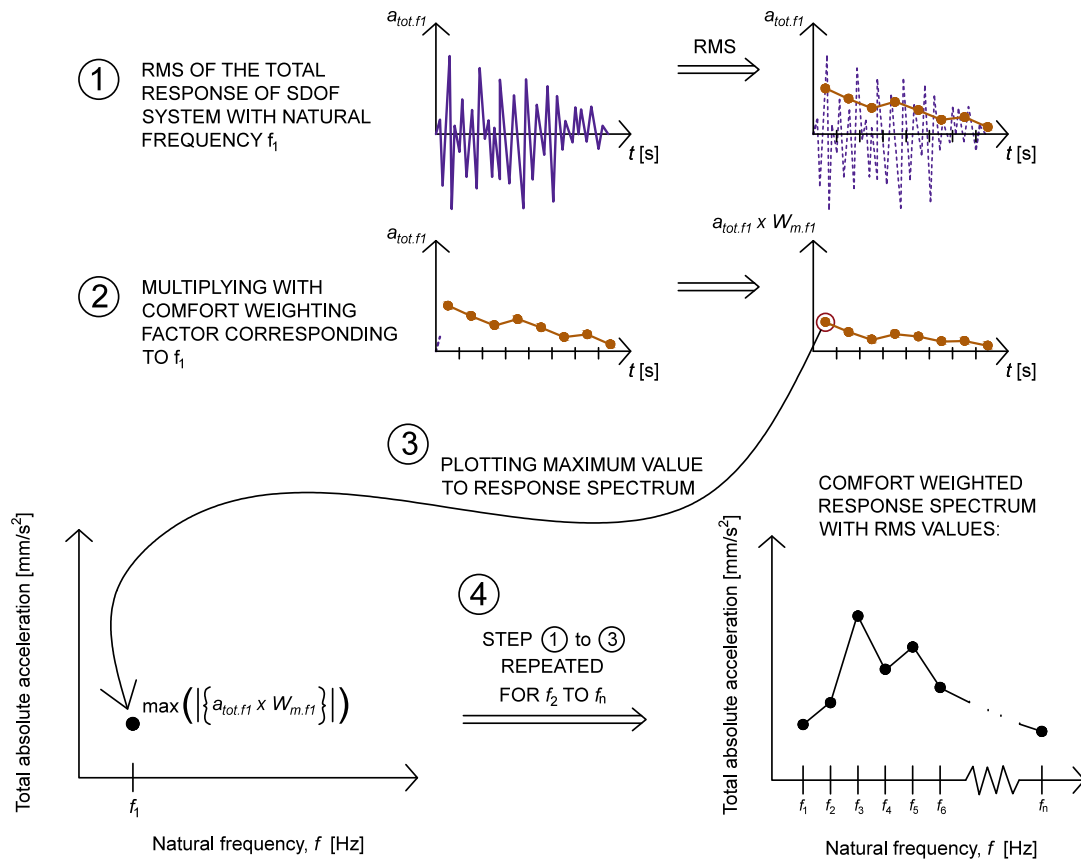 a_tot.f1
a_tot.f1
1
RMS OF THE TOTAL
RESPONSE OF SDOF
SYSTEM WITH NATURAL
FREQUENCY f₁
RMS
t [s]
t [s]
a_tot.f1
a_tot.f1 x W_m.f1
2
MULTIPLYING WITH
COMFORT WEIGHTING
FACTOR CORRESPONDING
TO f₁
t [s]
t [s]
3
PLOTTING MAXIMUM VALUE
TO RESPONSE SPECTRUM
COMFORT WEIGHTED
RESPONSE SPECTRUM
WITH RMS VALUES:
Total absolute acceleration [mm/s²]
max(|{a_tot.f1 x W_m.f1}|)
f₁
Natural frequency, f [Hz]
4
STEP 1 to 3
REPEATED
FOR f₂ TO fₙ
Total absolute acceleration [mm/s²]
f₁ f₂ f₃ f₄ f₅ f₆ fₙ
Natural frequency, f [Hz]